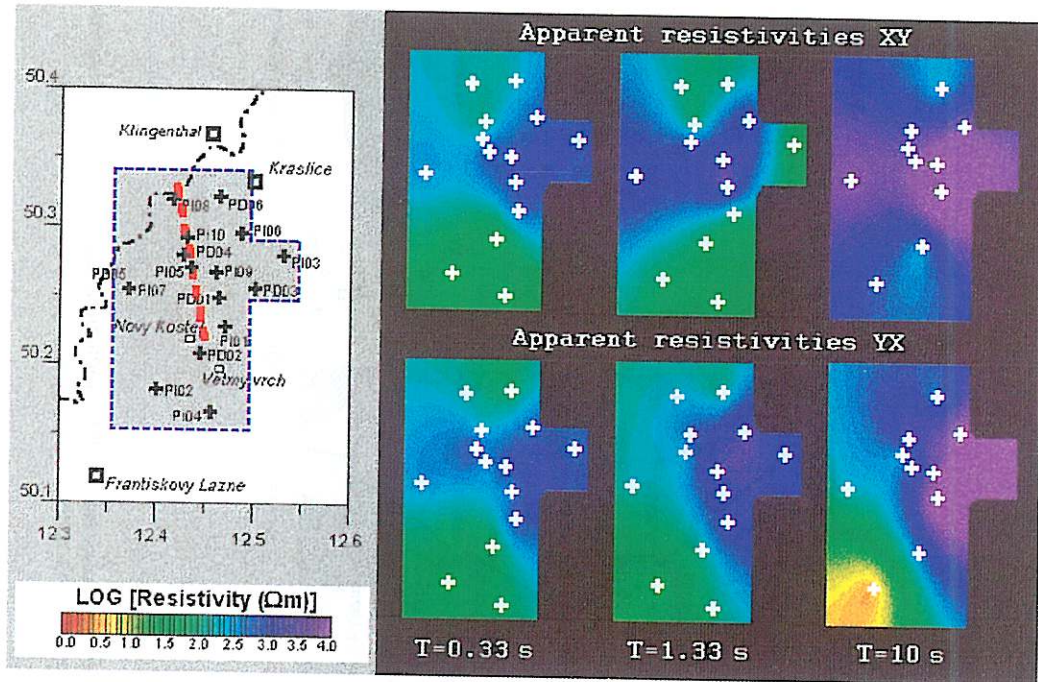 Apparent resistivities XY
50.4
50.3
50.2
50.1
12.3
12.4
12.5
12.6
Klingenthal
Kraslice
PI08
PD06
PI10
PI06
PD04
PI03
PD05
PI05
PI09
PI07
PD03
PD01
Novy Kostel
PI01
PD02
Velmy vrch
PI02
PI04
Frantiskovy Lazne
LOG [Resistivity (Ωm)]
0.0 0.5 1.0 1.5 2.0 2.5 3.0 3.5 4.0
Apparent resistivities YX
T=0.33 s
T=1.33 s
T=10 s